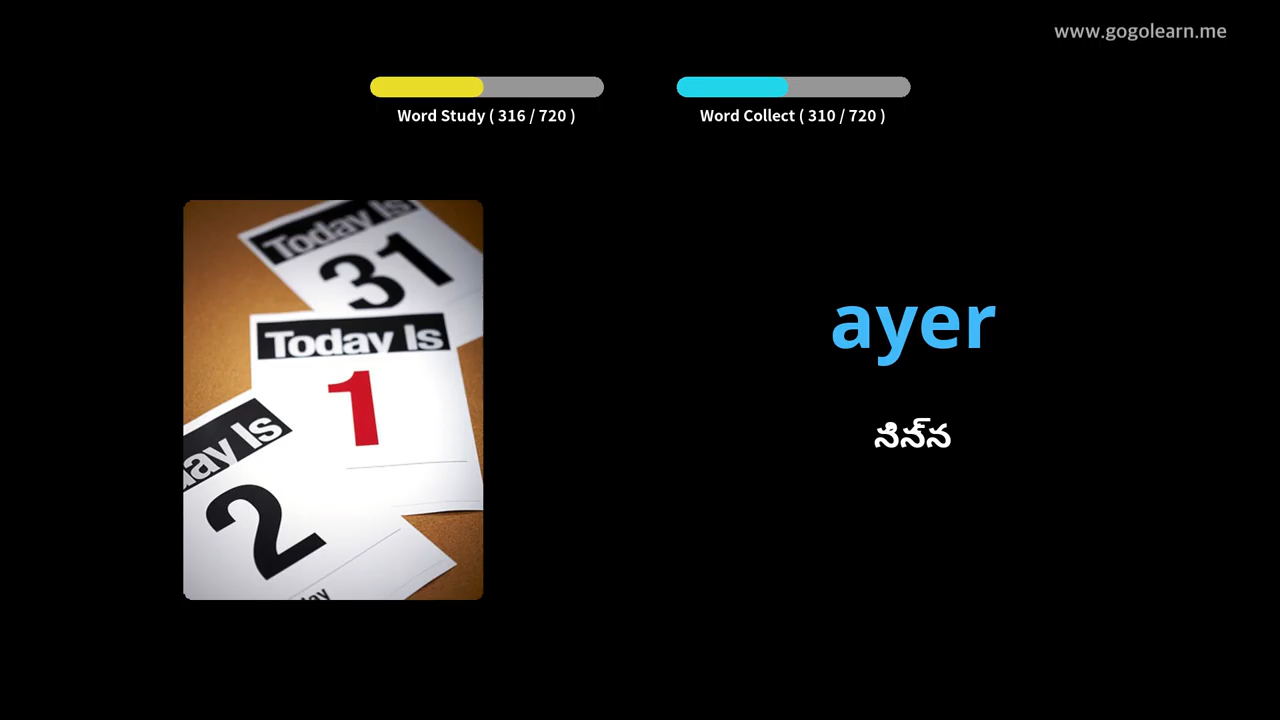 www.gogolearn.me
Word Study ( 316 / 720 )
Word Collect ( 310 / 720 )
Today Is
31
Today Is
1
ay Is
2
ay
ayer
నిన్న